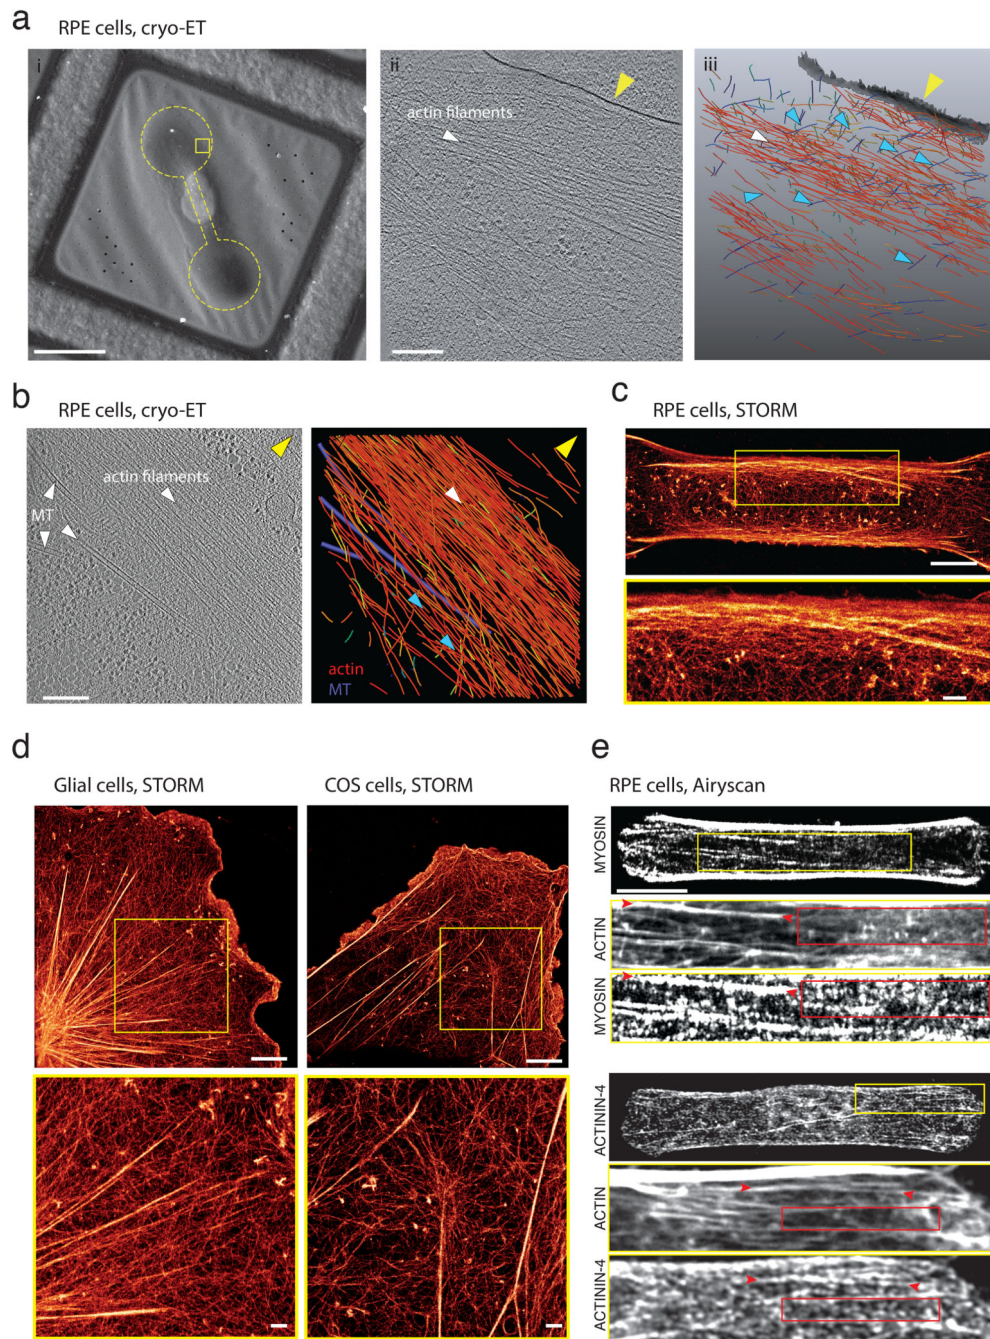 a
RPE cells, cryo-ET
i
ii
actin filaments
iii
b
RPE cells, cryo-ET
actin filaments
MT
actin
MT
c
RPE cells, STORM
d
Glial cells, STORM
COS cells, STORM
e
RPE cells, Airyscan
MYOSIN
ACTIN
MYOSIN
ACTININ-4
ACTIN
ACTININ-4